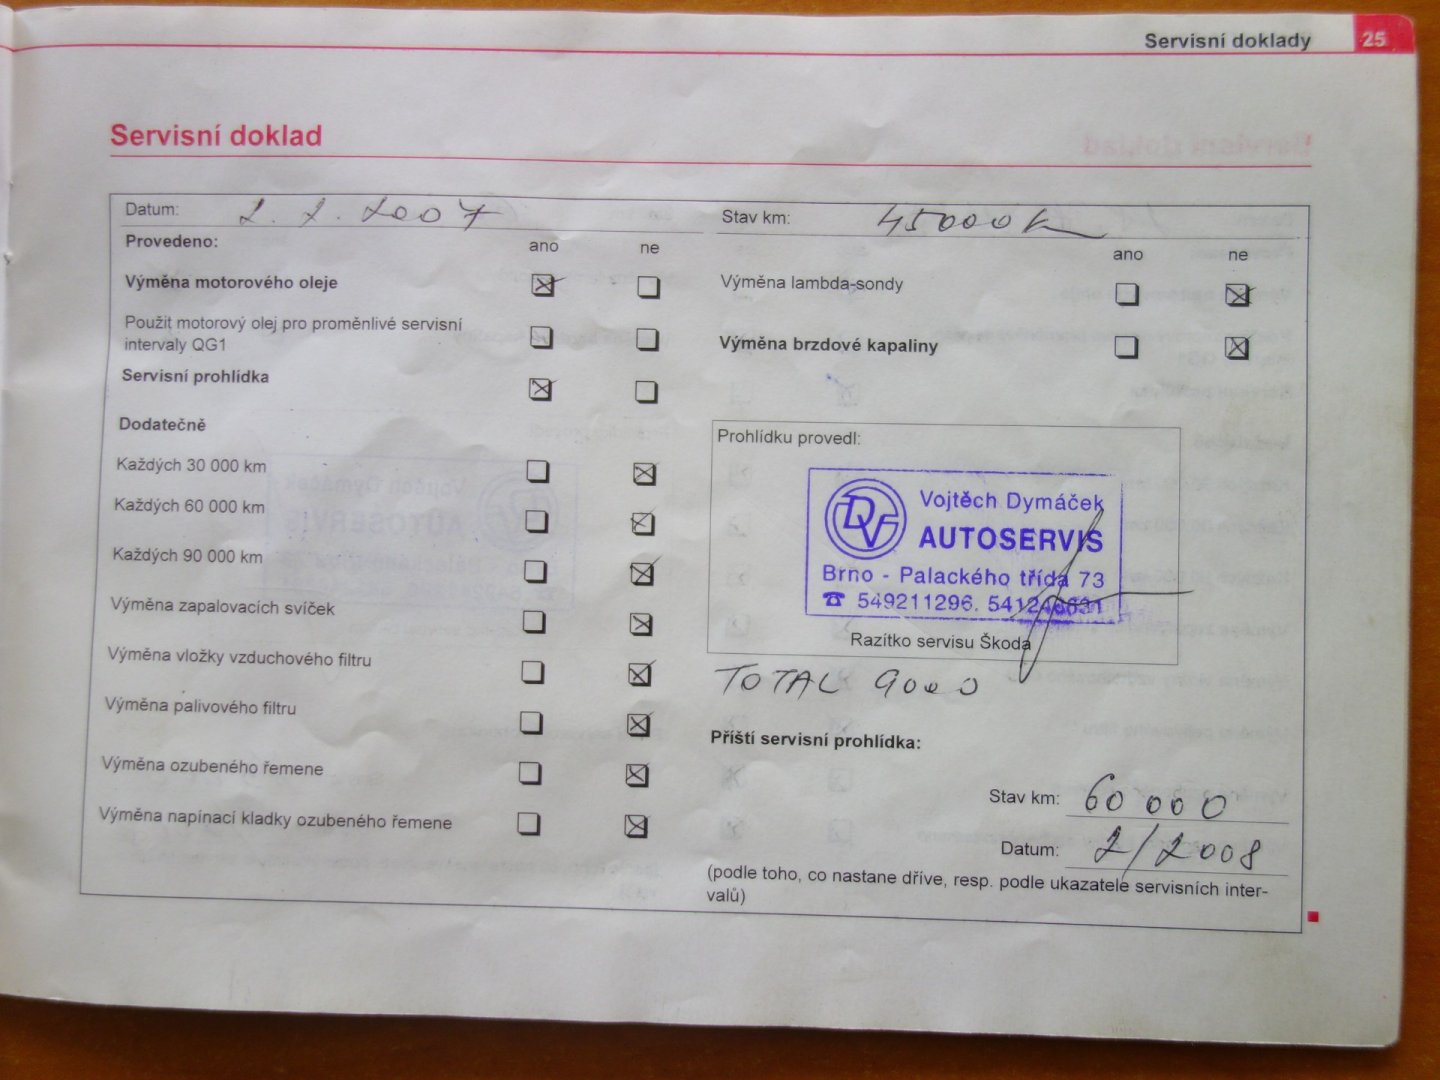 Servisní doklady 25
Servisní doklad
Datum: 2. 2. 2007
Stav km: 45000 km
Provedeno: ano ne
ano ne
Výměna motorového oleje
Výměna lambda-sondy
Použit motorový olej pro proměnlivé servisní
intervaly QG1
Výměna brzdové kapaliny
Servisní prohlídka
Dodatečně
Každých 30 000 km
Každých 60 000 km
Každých 90 000 km
Výměna zapalovacích svíček
Výměna vložky vzduchového filtru
Výměna palivového filtru
Výměna ozubeného řemene
Výměna napínací kladky ozubeného řemene
Prohlídku provedl:
DV
Vojtěch Dymáček
AUTOSERVIS
Brno - Palackého třída 73
☎ 549211296.
Razítko servisu Škoda
TOTAL 9000
Příští servisní prohlídka:
Stav km: 60 000
Datum: 2/2008
(podle toho, co nastane dříve, resp. podle ukazatele servisních inter-
valů)